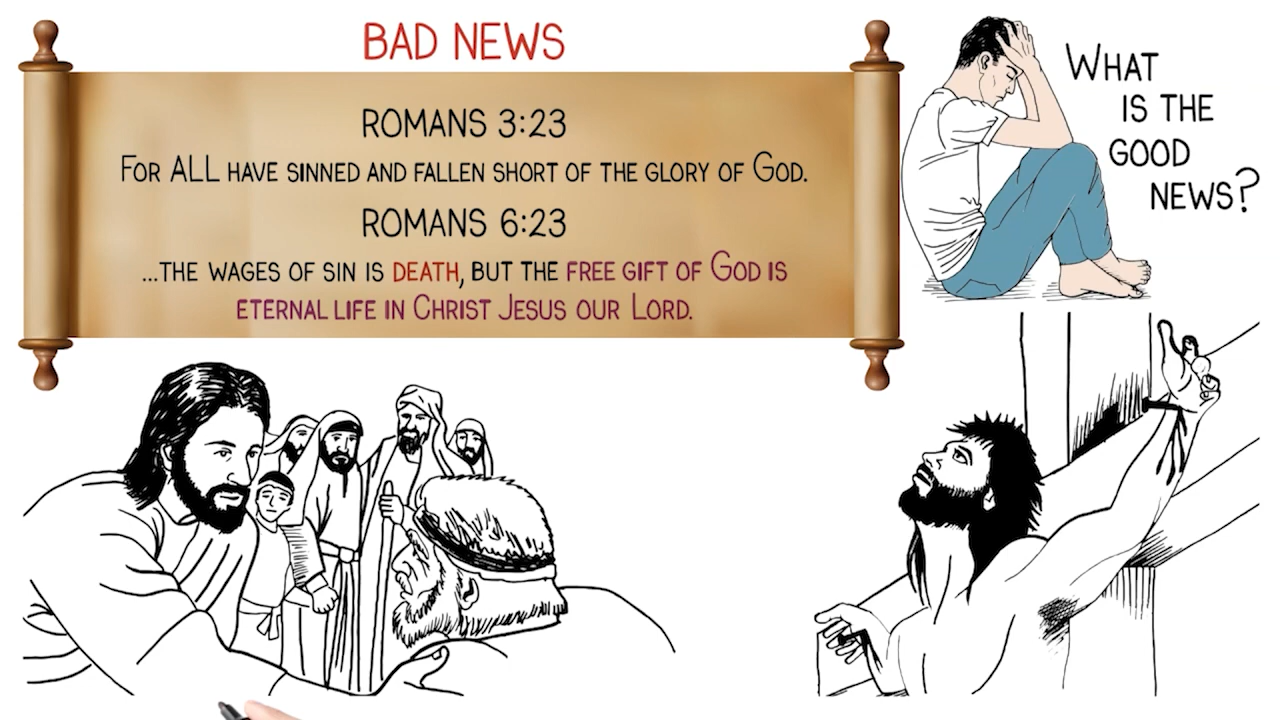 BAD NEWS
ROMANS 3:23
FOR ALL HAVE SINNED AND FALLEN SHORT OF THE GLORY OF GOD.
ROMANS 6:23
...THE WAGES OF SIN IS DEATH, BUT THE FREE GIFT OF GOD IS
ETERNAL LIFE IN CHRIST JESUS OUR LORD.
WHAT
IS THE
GOOD
NEWS?